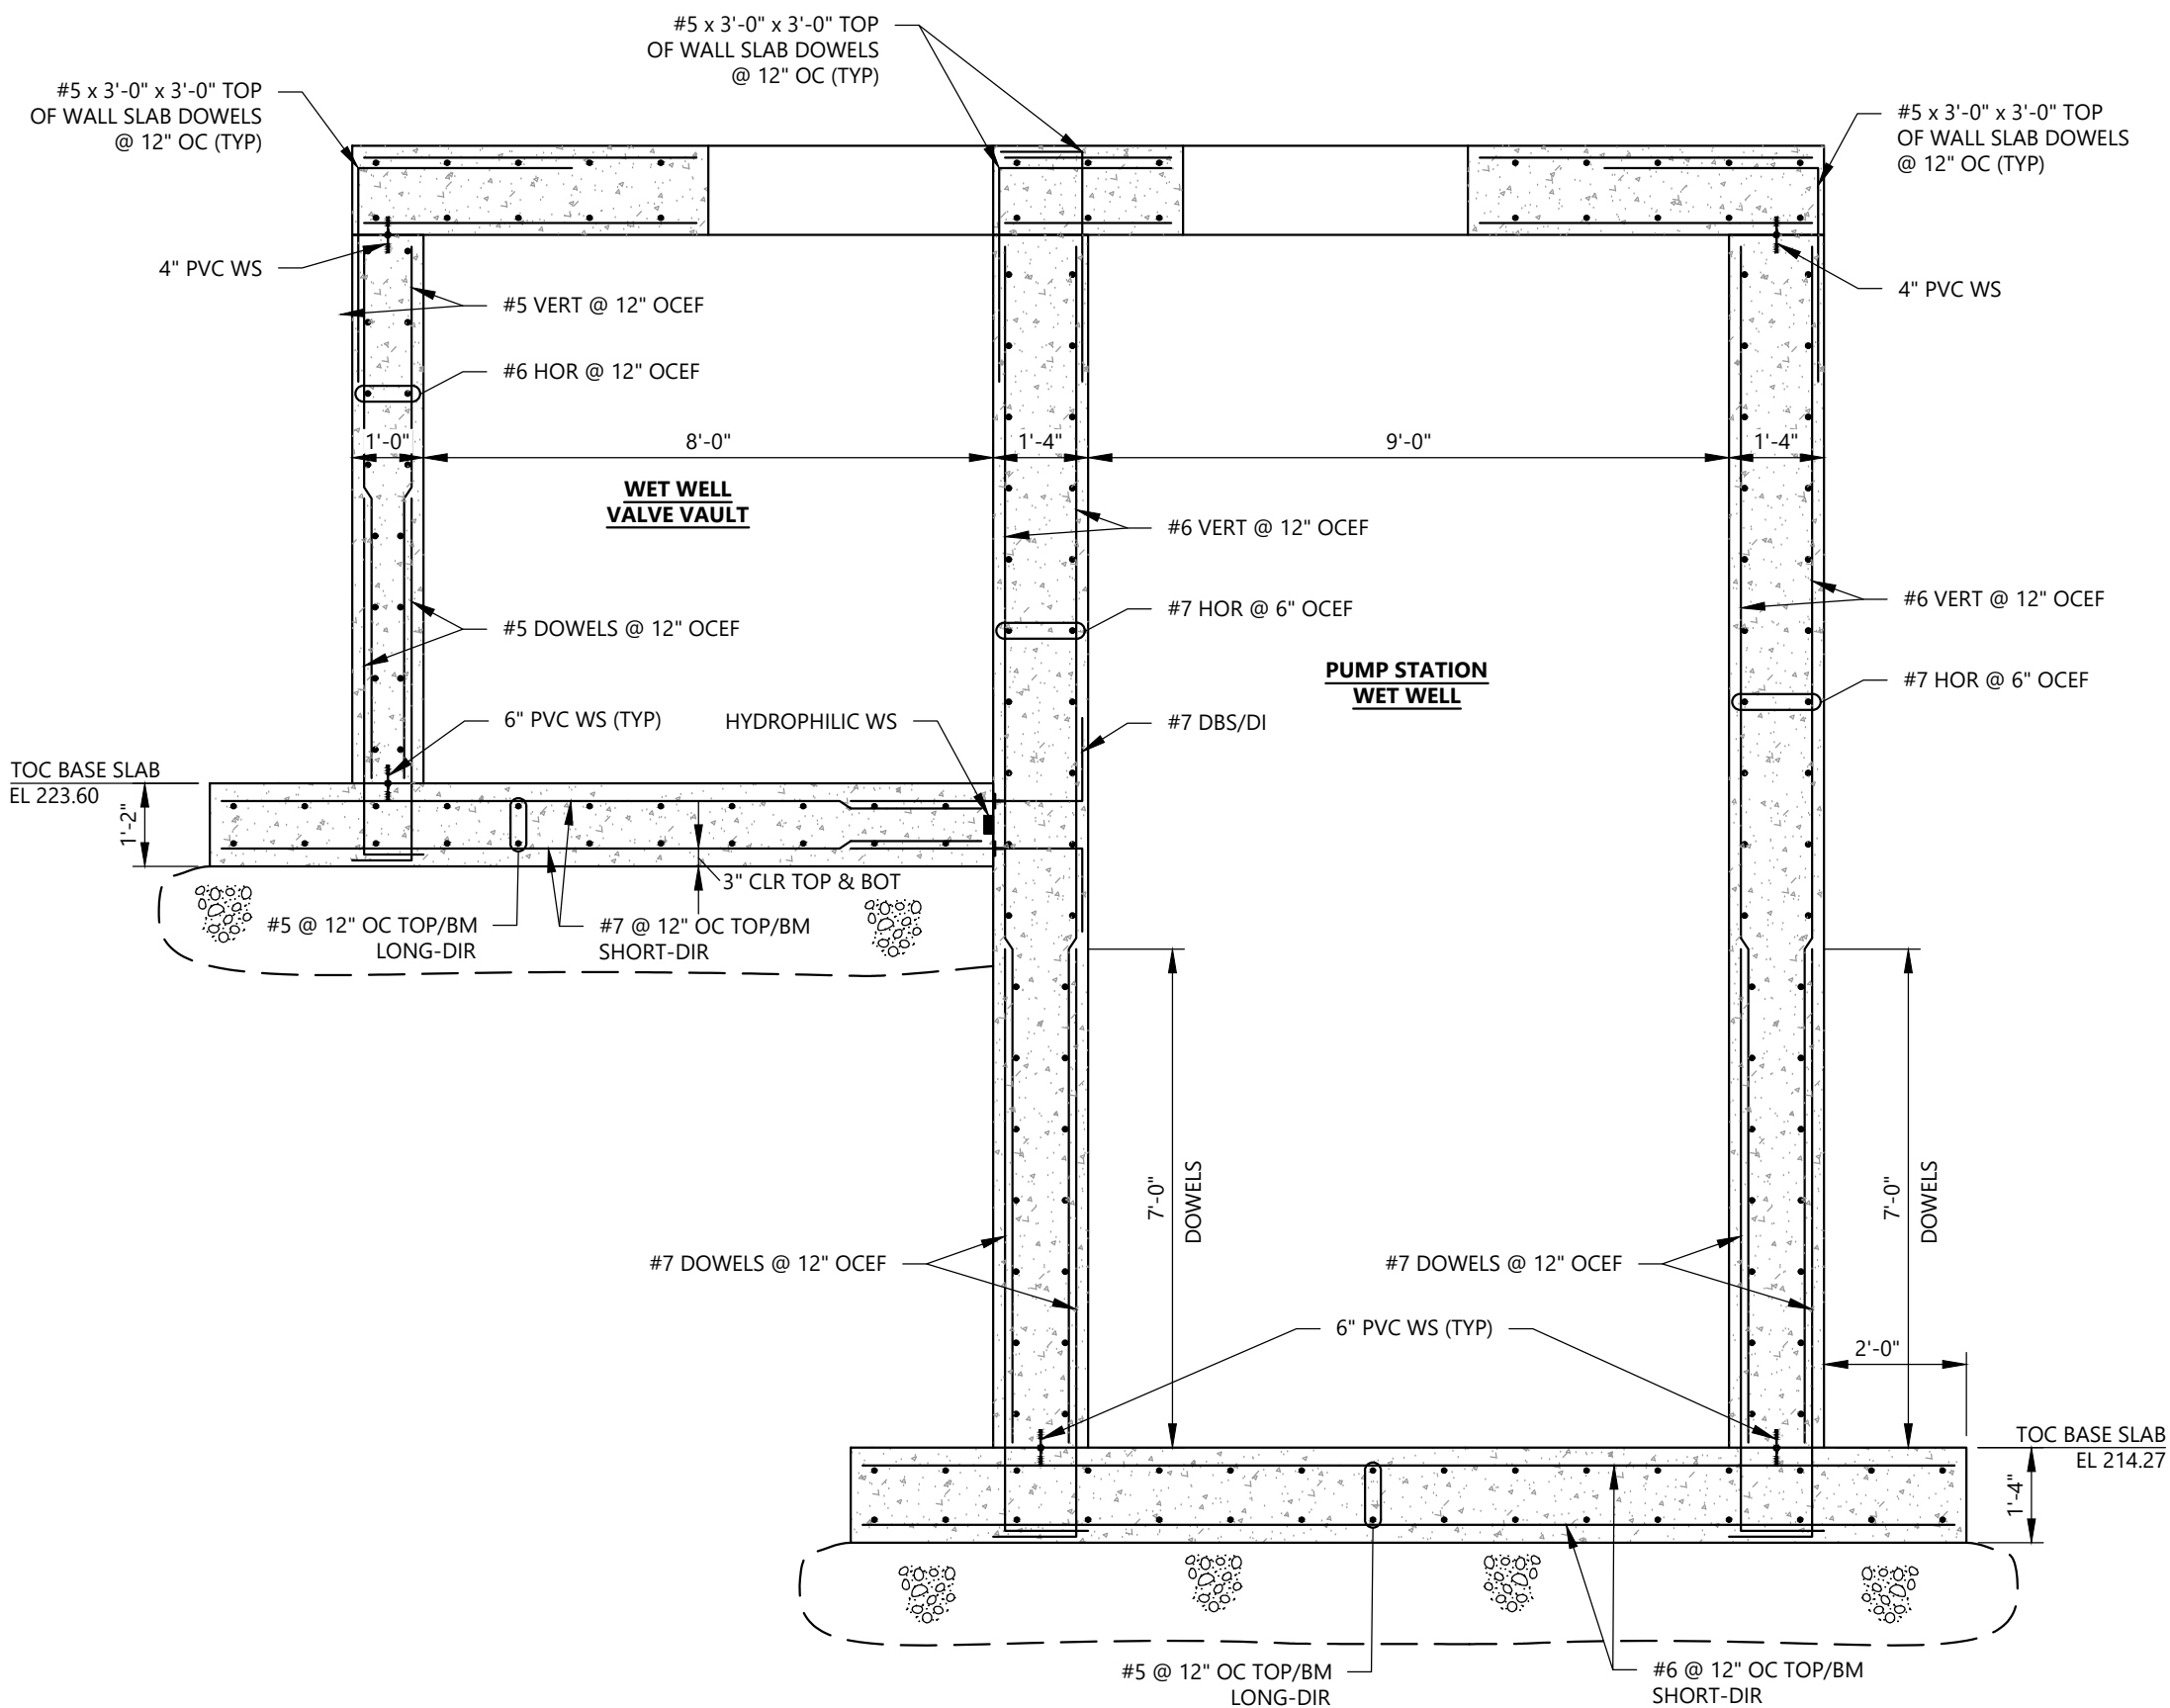 #5 x 3'-0" x 3'-0" TOP
OF WALL SLAB DOWELS
@ 12" OC (TYP)
#5 x 3'-0" x 3'-0" TOP
OF WALL SLAB DOWELS
@ 12" OC (TYP)
#5 x 3'-0" x 3'-0" TOP
OF WALL SLAB DOWELS
@ 12" OC (TYP)
4" PVC WS
#5 VERT @ 12" OCEF
4" PVC WS
#6 HOR @ 12" OCEF
1'-0"
8'-0"
1'-4"
9'-0"
1'-4"
WET WELL
VALVE VAULT
#6 VERT @ 12" OCEF
#6 VERT @ 12" OCEF
#7 HOR @ 6" OCEF
#5 DOWELS @ 12" OCEF
PUMP STATION
WET WELL
#7 HOR @ 6" OCEF
6" PVC WS (TYP)
HYDROPHILIC WS
#7 DBS/DI
TOC BASE SLAB
EL 223.60
1'-2"
3" CLR TOP & BOT
#5 @ 12" OC TOP/BM
LONG-DIR
#7 @ 12" OC TOP/BM
SHORT-DIR
7'-0"
DOWELS
7'-0"
DOWELS
#7 DOWELS @ 12" OCEF
#7 DOWELS @ 12" OCEF
6" PVC WS (TYP)
2'-0"
TOC BASE SLAB
EL 214.27
1'-4"
#5 @ 12" OC TOP/BM
LONG-DIR
#6 @ 12" OC TOP/BM
SHORT-DIR